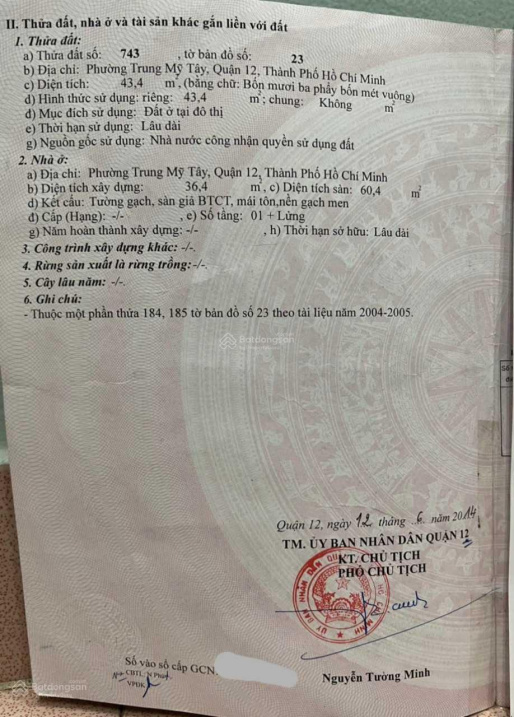 II. Thửa đất, nhà ở và tài sản khác gắn liền với đất
1. Thửa đất:
a) Thửa đất số: 743 , tờ bản đồ số: 23
b) Địa chỉ: Phường Trung Mỹ Tây, Quận 12, Thành Phố Hồ Chí Minh
c) Diện tích: 43,4 m², (bằng chữ: Bốn mươi ba phẩy bốn mét vuông)
d) Hình thức sử dụng: riêng: 43,4 m²; chung: Không m²
đ) Mục đích sử dụng: Đất ở tại đô thị
e) Thời hạn sử dụng: Lâu dài
g) Nguồn gốc sử dụng: Nhà nước công nhận quyền sử dụng đất
2. Nhà ở:
a) Địa chỉ: Phường Trung Mỹ Tây, Quận 12, Thành Phố Hồ Chí Minh
b) Diện tích xây dựng: 36,4 m², c) Diện tích sàn: 60,4 m²
d) Kết cấu: Tường gạch, sàn giả BTCT, mái tôn,nền gạch men
đ) Cấp (Hạng): -/- , e) Số tầng: 01 + Lửng
g) Năm hoàn thành xây dựng: -/- , h) Thời hạn sở hữu: Lâu dài
3. Công trình xây dựng khác: -/-.
4. Rừng sản xuất là rừng trồng:-/-.
5. Cây lâu năm: -/-.
6. Ghi chú:
- Thuộc một phần thửa 184, 185 tờ bản đồ số 23 theo tài liệu năm 2004-2005.
Batdongsan
Quận 12, ngày 12 tháng 6 năm 2014
TM. ỦY BAN NHÂN DÂN QUẬN 12
KT. CHỦ TỊCH
PHÓ CHỦ TỊCH
Số vào sổ cấp GCN.
CBTL
VPĐK
Nguyễn Tường Minh
Batdongsan